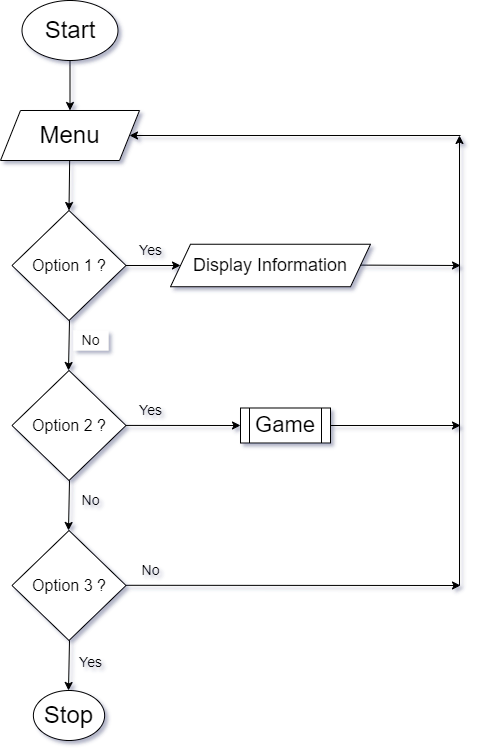 Start
Menu
Option 1 ?
Yes
Display Information
No
Option 2 ?
Yes
Game
No
Option 3 ?
No
Yes
Stop